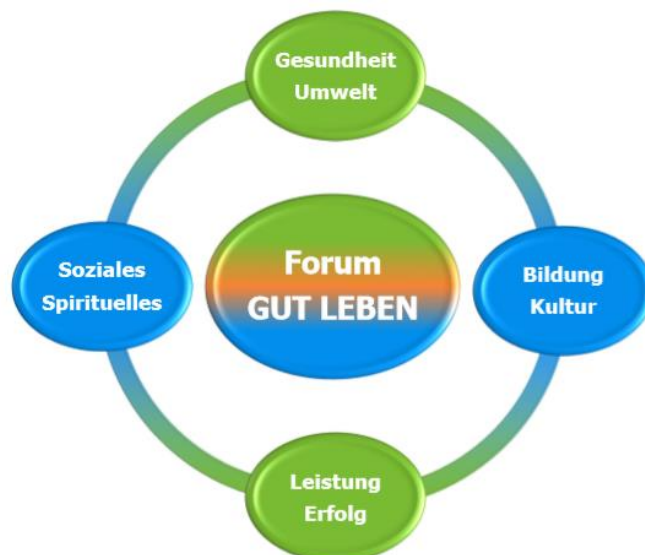 Gesundheit
Umwelt
Soziales
Spirituelles
Forum
GUT LEBEN
Bildung
Kultur
Leistung
Erfolg